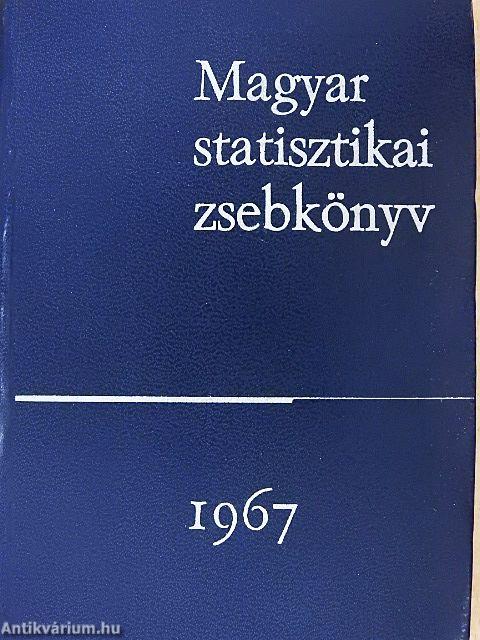 Magyar
statisztikai
zsebkönyv
1967
Antikvárium.hu